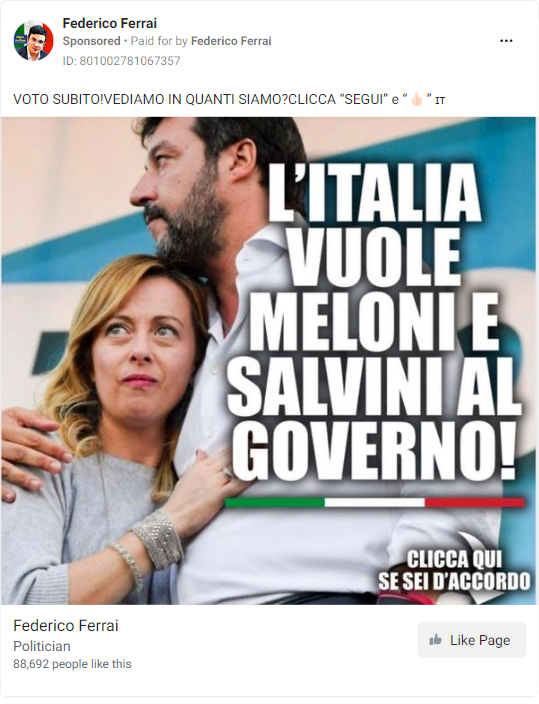 Federico Ferrai
Sponsored • Paid for by Federico Ferrai
ID: 801002781067357
VOTO SUBITO!VEDIAMO IN QUANTI SIAMO?CLICCA “SEGUI” e “👍🏻” ɪᴛ
L’ITALIA
VUOLE
MELONI E
SALVINI AL
GOVERNO!
CLICCA QUI
SE SEI D’ACCORDO
Federico Ferrai
Politician
88,692 people like this
Like Page